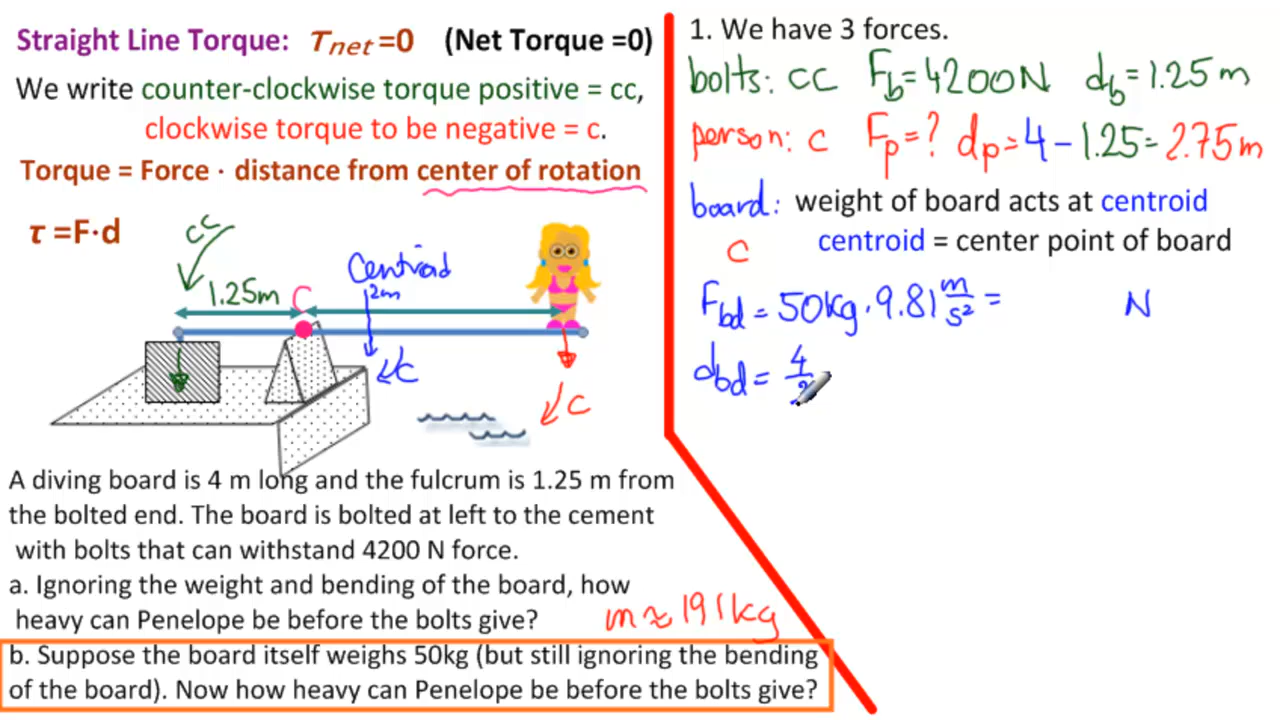 Straight Line Torque: τnet =0 (Net Torque =0)
We write counter-clockwise torque positive = cc,
clockwise torque to be negative = c.
Torque = Force · distance from center of rotation
τ =F·d
cc
1.25m
C
Centroid
2m
C
C
A diving board is 4 m long and the fulcrum is 1.25 m from
the bolted end. The board is bolted at left to the cement
with bolts that can withstand 4200 N force.
a. Ignoring the weight and bending of the board, how
heavy can Penelope be before the bolts give?
m ≈ 191kg
b. Suppose the board itself weighs 50kg (but still ignoring the bending
of the board). Now how heavy can Penelope be before the bolts give?
1. We have 3 forces.
bolts: cc Fb = 4200N db = 1.25 m
person: c Fp = ? dp = 4 - 1.25 = 2.75 m
board: weight of board acts at centroid
c centroid = center point of board
Fbd = 50kg · 9.81 m/s² = N
dbd = 4/2